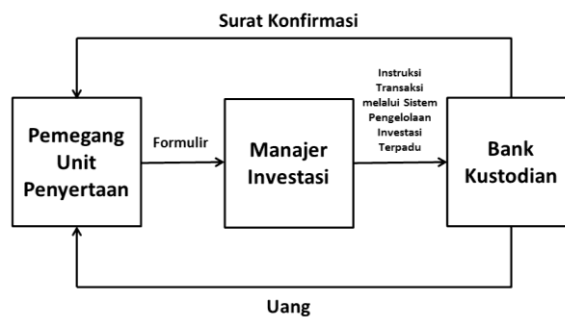 Surat Konfirmasi
Pemegang
Unit
Penyertaan
Formulir
Manajer
Investasi
Instruksi
Transaksi
melalui Sistem
Pengelolaan
Investasi
Terpadu
Bank
Kustodian
Uang